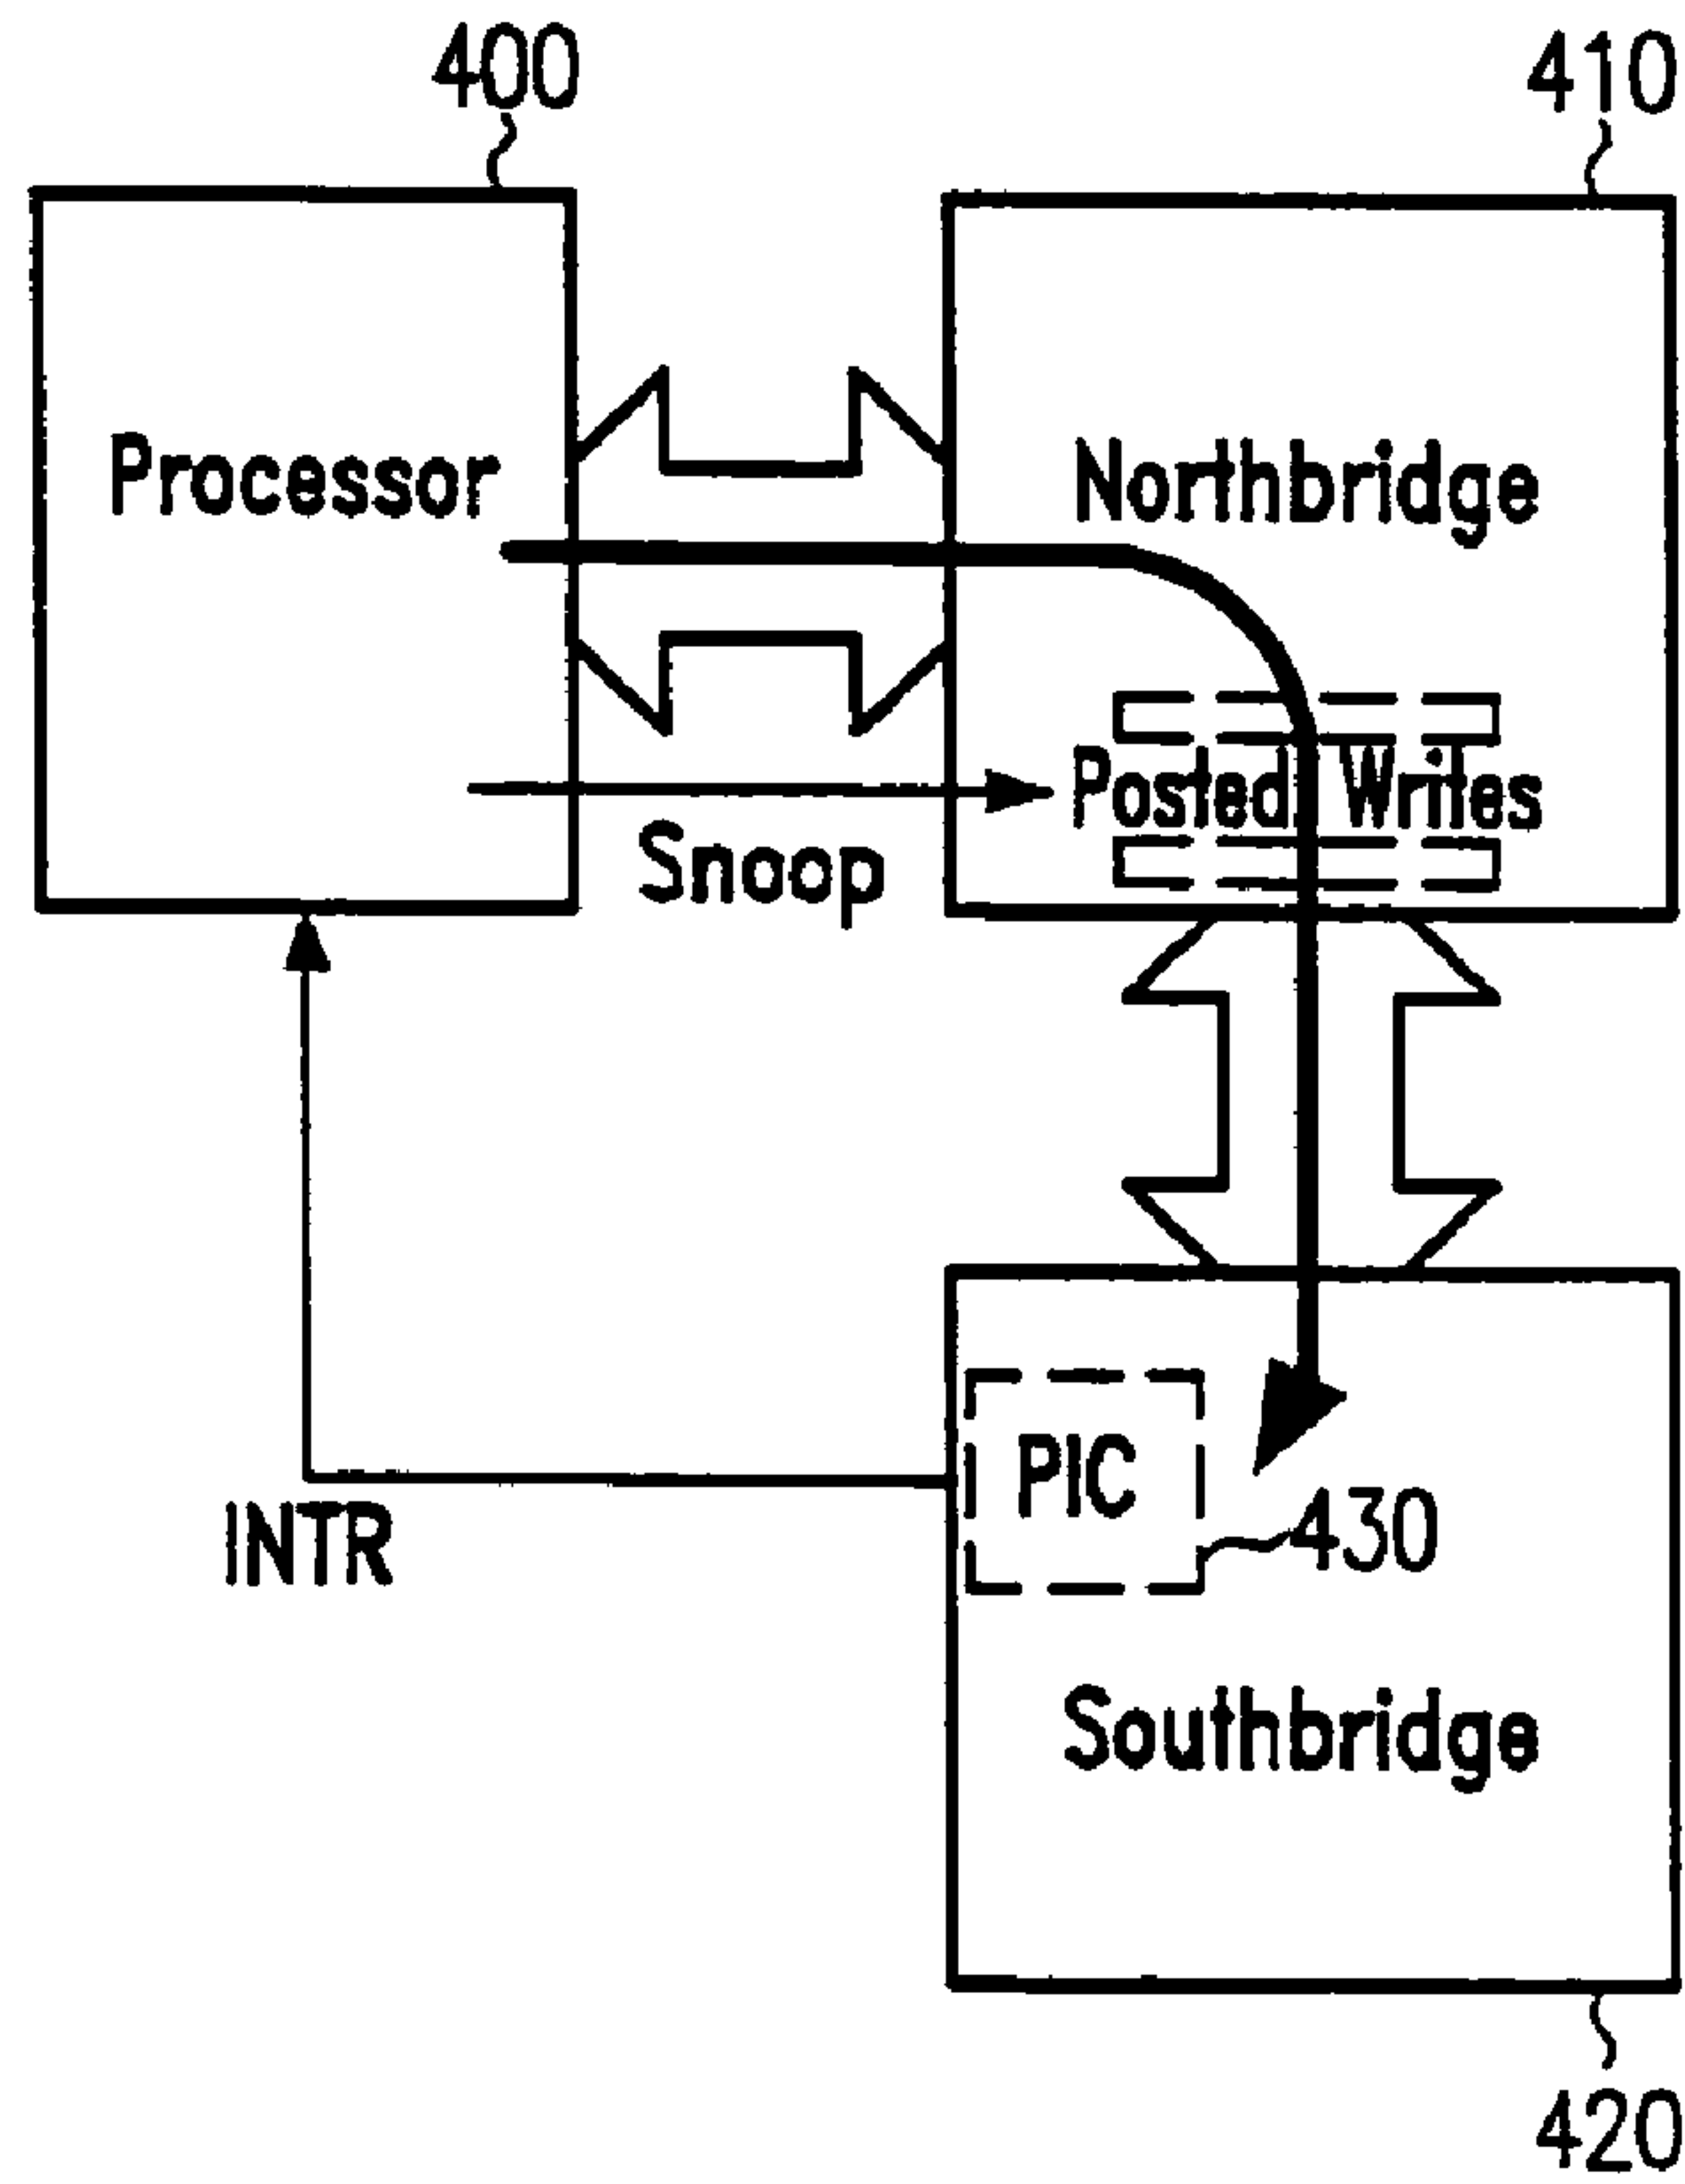 400
410
Processor
Northbridge
Posted Writes
Snoop
PIC
430
INTR
Southbridge
420